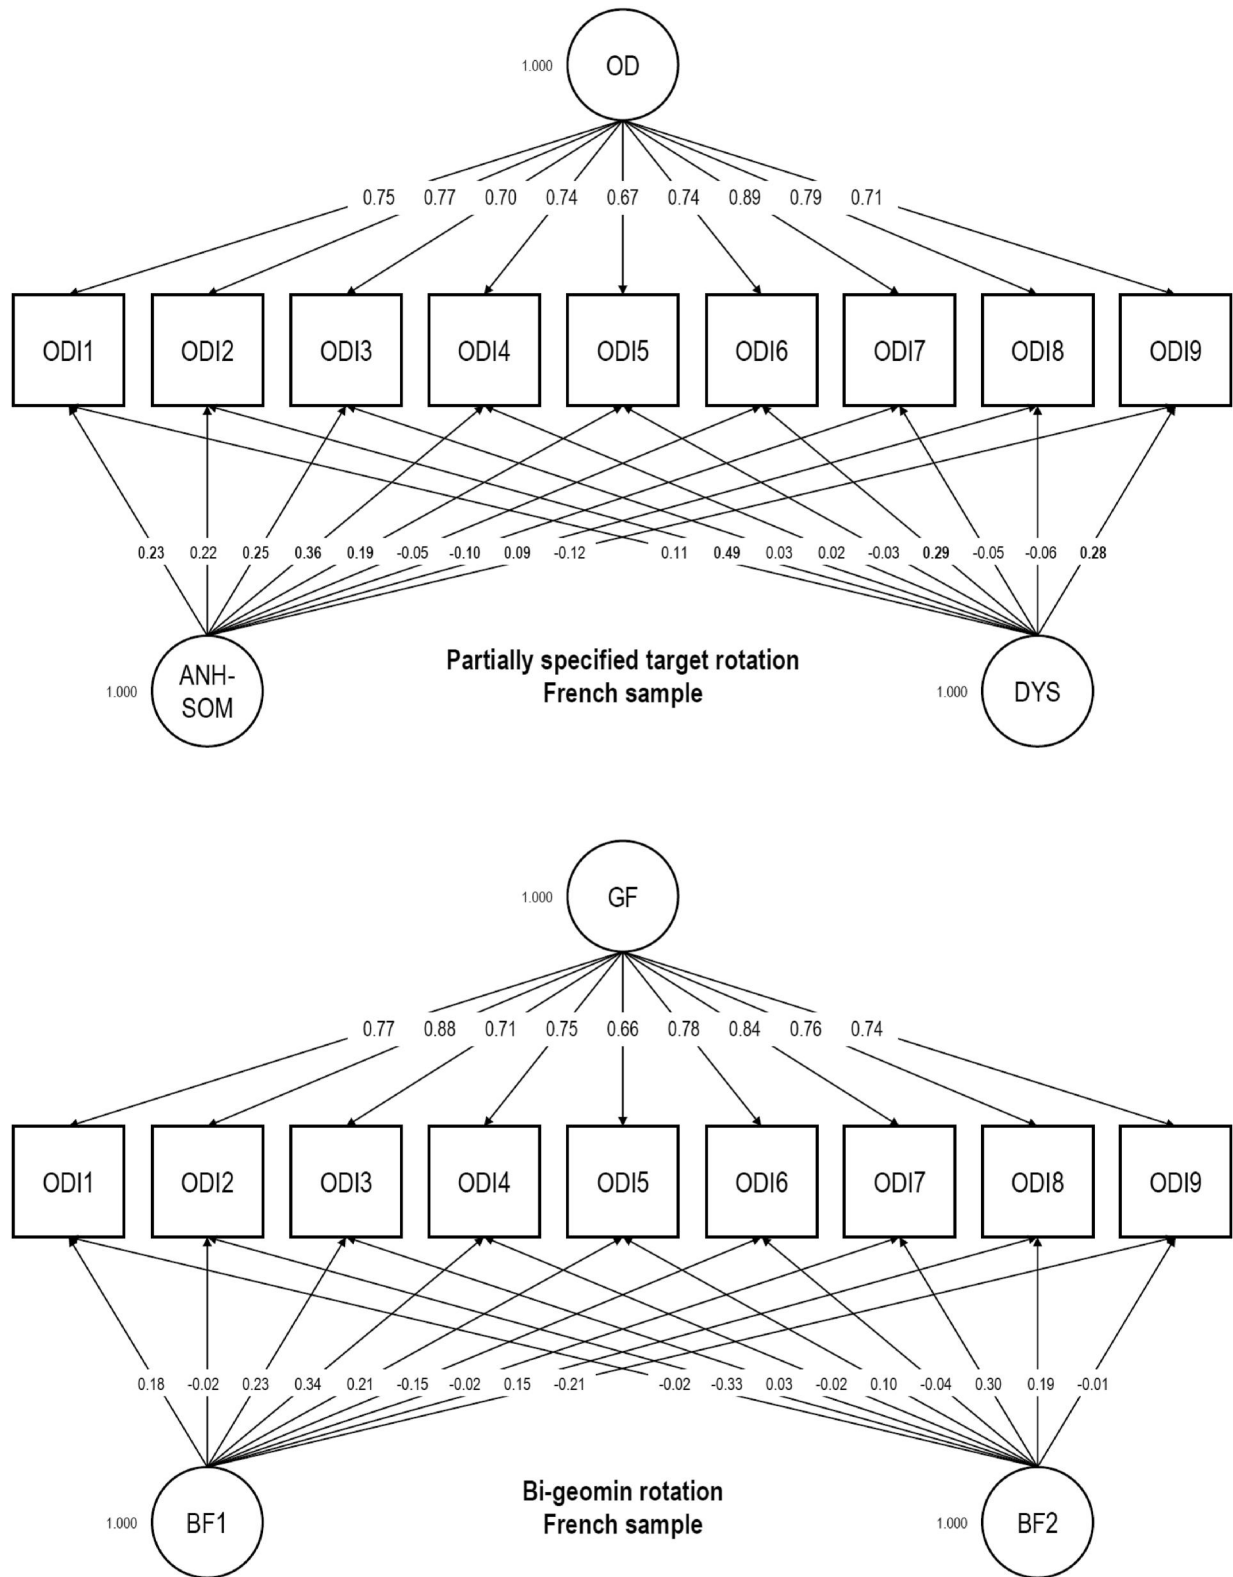 OD
1.000
0.75 0.77 0.70 0.74 0.67 0.74 0.89 0.79 0.71
ODI1 ODI2 ODI3 ODI4 ODI5 ODI6 ODI7 ODI8 ODI9
0.23 0.22 0.25 0.36 0.19 -0.05 -0.10 0.09 -0.12 0.11 0.49 0.03 0.02 -0.03 0.29 -0.05 -0.06 0.28
1.000
ANH-
SOM
Partially specified target rotation
French sample
1.000
DYS
GF
1.000
0.77 0.88 0.71 0.75 0.66 0.78 0.84 0.76 0.74
ODI1 ODI2 ODI3 ODI4 ODI5 ODI6 ODI7 ODI8 ODI9
0.18 -0.02 0.23 0.34 0.21 -0.15 -0.02 0.15 -0.21 -0.02 -0.33 0.03 -0.02 0.10 -0.04 0.30 0.19 -0.01
1.000
BF1
Bi-geomin rotation
French sample
1.000
BF2